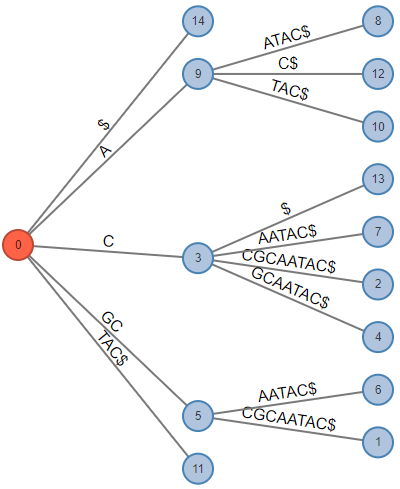 14
8
ATAC$
9
C$
12
TAC$
10
$
A
13
$
7
AATAC$
0
C
3
CGCAATAC$
2
GCAATAC$
4
GC
TAC$
6
AATAC$
5
CGCAATAC$
1
11